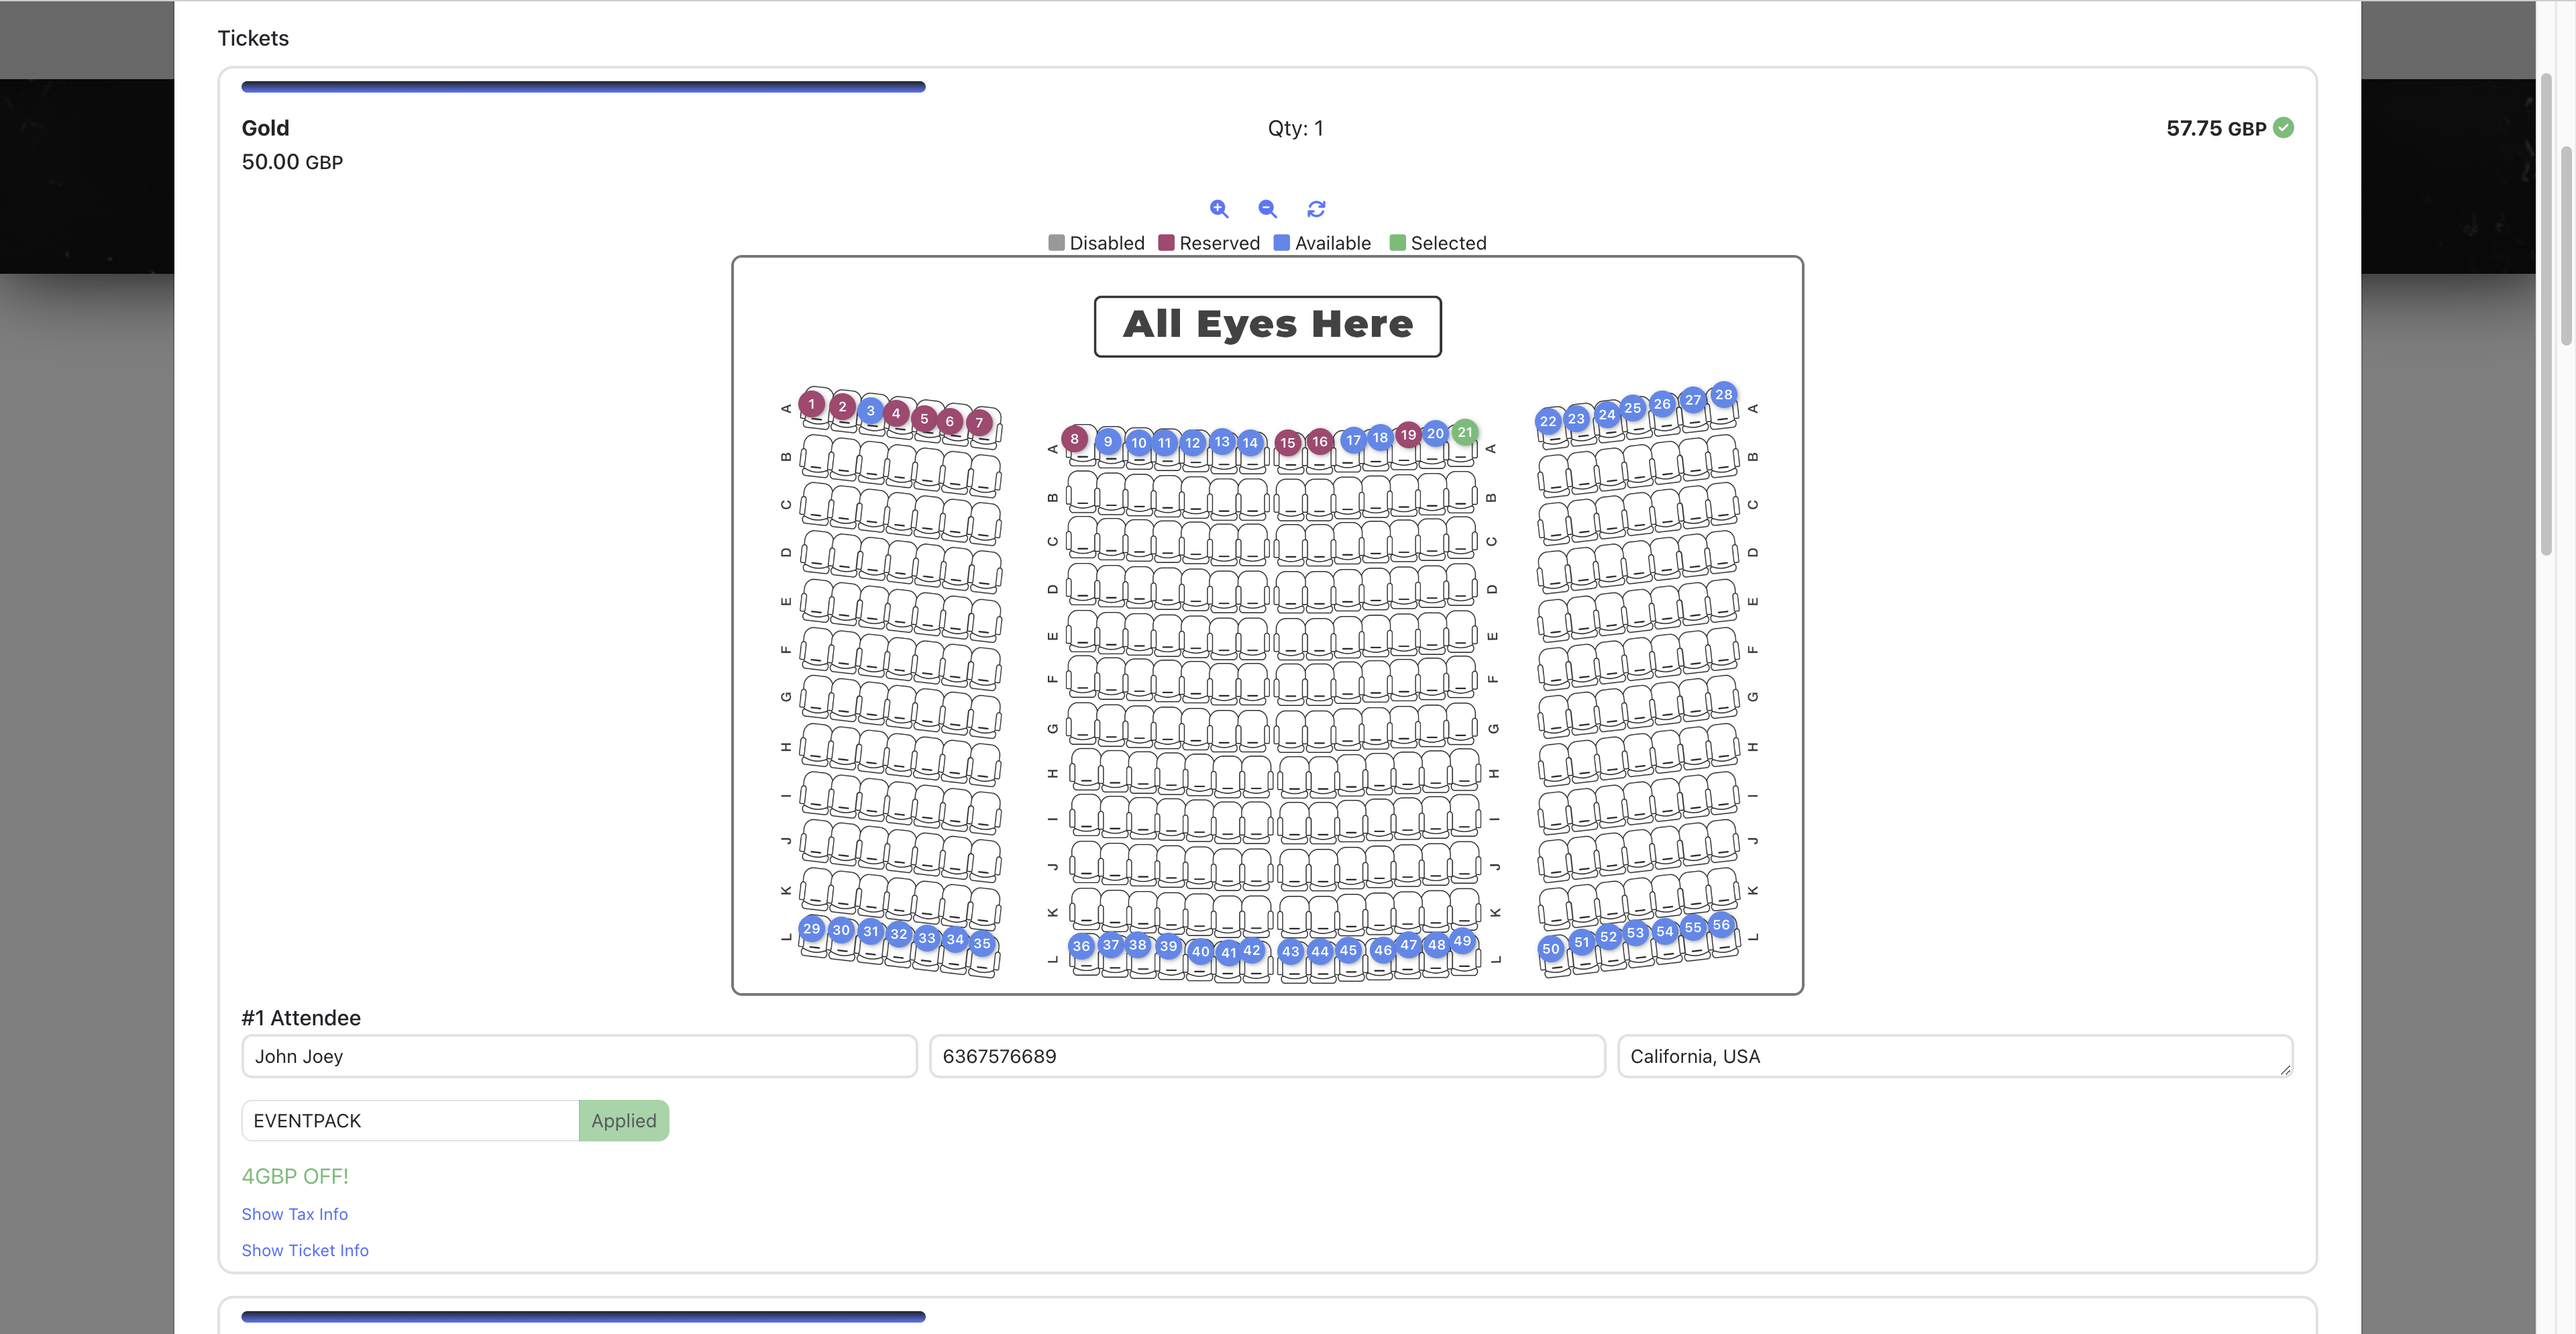 Tickets
Gold Qty: 1 57.75 GBP
50.00 GBP
Disabled Reserved Available Selected
All Eyes Here
A 1 2 3 4 5 6 7 A 8 9 10 11 12 13 14 15 16 17 18 19 20 21 A 22 23 24 25 26 27 28 A
B B B B
C C C C
D D D D
E E E E
F F F F
G G G G
H H H H
I I I I
J J J J
K K K K
L 29 30 31 32 33 34 35 L 36 37 38 39 40 41 42 43 44 45 46 47 48 49 L 50 51 52 53 54 55 56 L
#1 Attendee
John Joey 6367576689 California, USA
EVENTPACK Applied
4GBP OFF!
Show Tax Info
Show Ticket Info